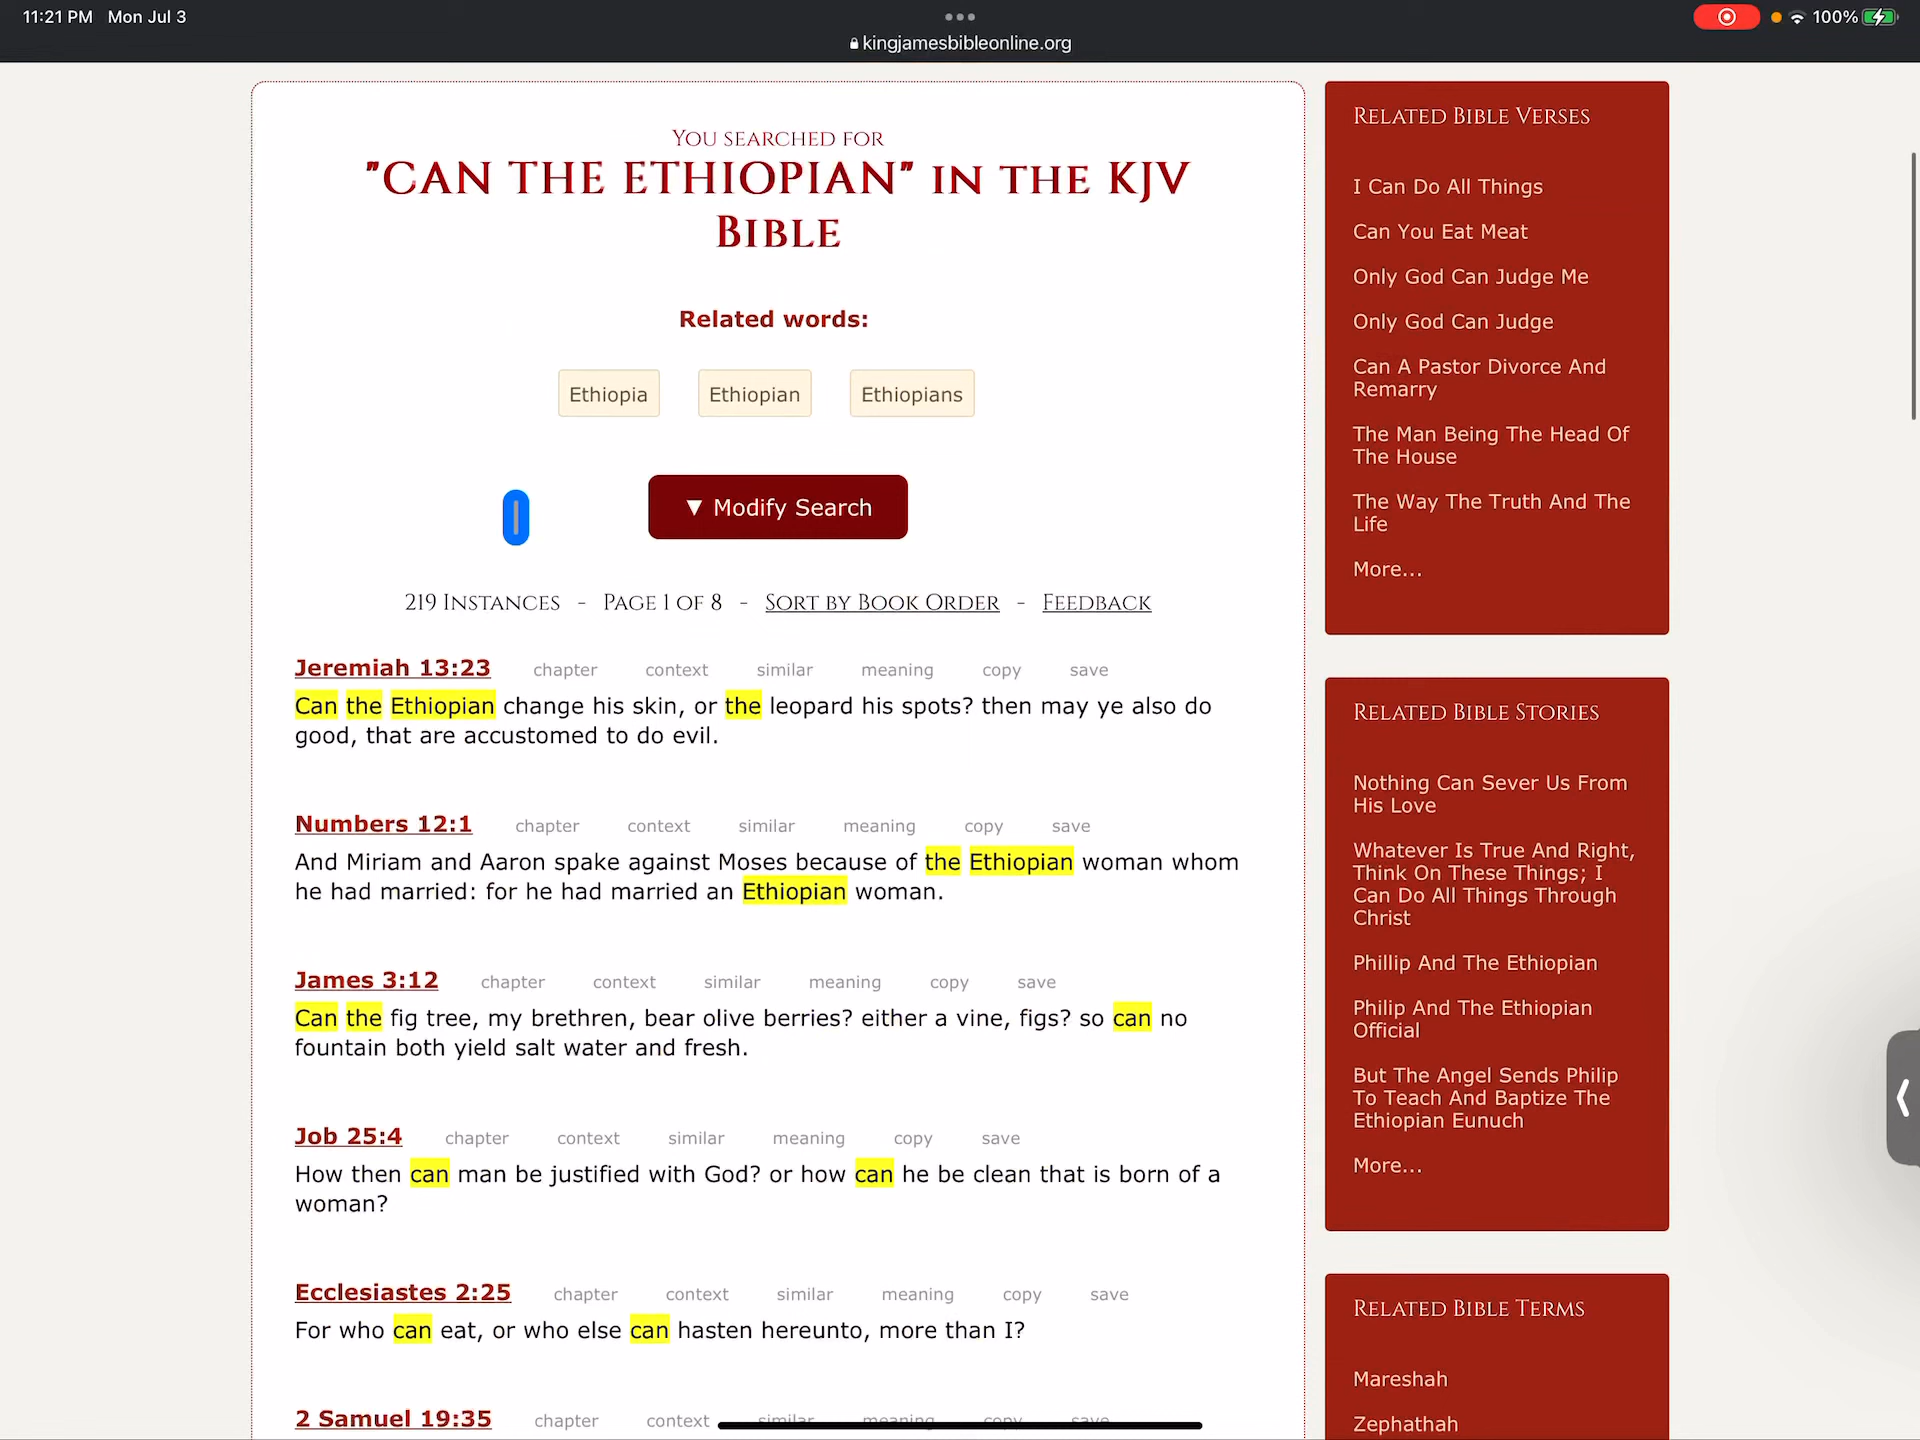 11:21 PM Mon Jul 3
100%
kingjamesbibleonline.org
You searched for
"CAN THE ETHIOPIAN" in the KJV
Bible
Related words:
Ethiopia Ethiopian Ethiopians
▼ Modify Search
219 Instances - Page 1 of 8 - Sort by Book Order - Feedback
Jeremiah 13:23 chapter context similar meaning copy save
Can the Ethiopian change his skin, or the leopard his spots? then may ye also do
good, that are accustomed to do evil.
Numbers 12:1 chapter context similar meaning copy save
And Miriam and Aaron spake against Moses because of the Ethiopian woman whom
he had married: for he had married an Ethiopian woman.
James 3:12 chapter context similar meaning copy save
Can the fig tree, my brethren, bear olive berries? either a vine, figs? so can no
fountain both yield salt water and fresh.
Job 25:4 chapter context similar meaning copy save
How then can man be justified with God? or how can he be clean that is born of a
woman?
Ecclesiastes 2:25 chapter context similar meaning copy save
For who can eat, or who else can hasten hereunto, more than I?
2 Samuel 19:35 chapter context similar meaning copy save
Related Bible Verses
I Can Do All Things
Can You Eat Meat
Only God Can Judge Me
Only God Can Judge
Can A Pastor Divorce And
Remarry
The Man Being The Head Of
The House
The Way The Truth And The
Life
More...
Related Bible Stories
Nothing Can Sever Us From
His Love
Whatever Is True And Right,
Think On These Things; I
Can Do All Things Through
Christ
Phillip And The Ethiopian
Philip And The Ethiopian
Official
But The Angel Sends Philip
To Teach And Baptize The
Ethiopian Eunuch
More...
Related Bible Terms
Mareshah
Zephathah